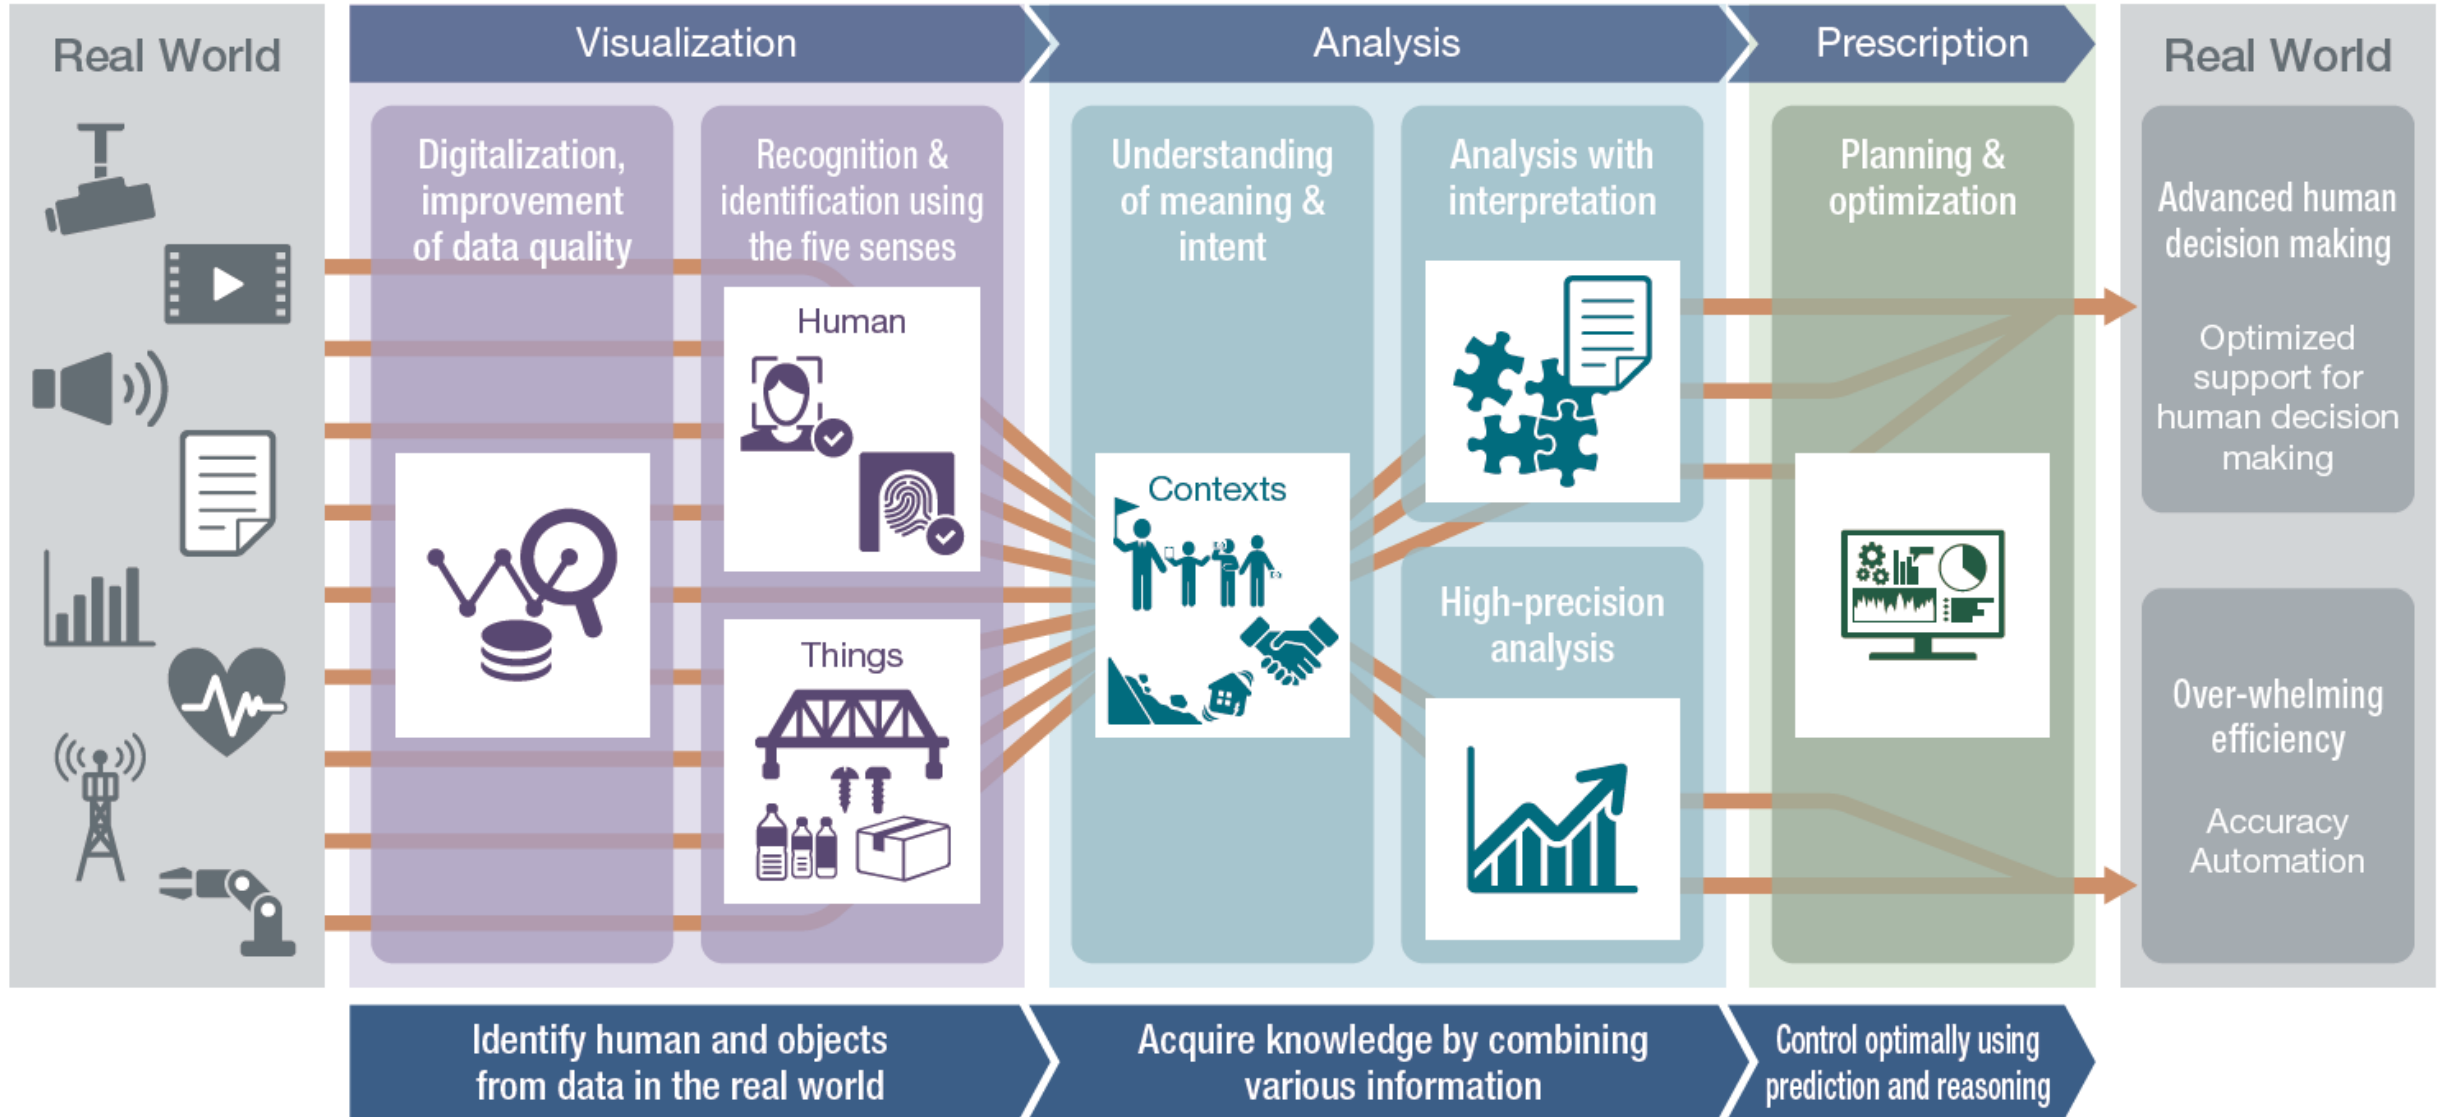 Real World
Visualization
Analysis
Prescription
Real World
Digitalization,
improvement
of data quality
Recognition &
identification using
the five senses
Human
Things
Understanding
of meaning &
intent
Contexts
Analysis with
interpretation
High-precision
analysis
Planning &
optimization
Advanced human
decision making
Optimized
support for
human decision
making
Over-whelming
efficiency
Accuracy
Automation
Identify human and objects
from data in the real world
Acquire knowledge by combining
various information
Control optimally using
prediction and reasoning